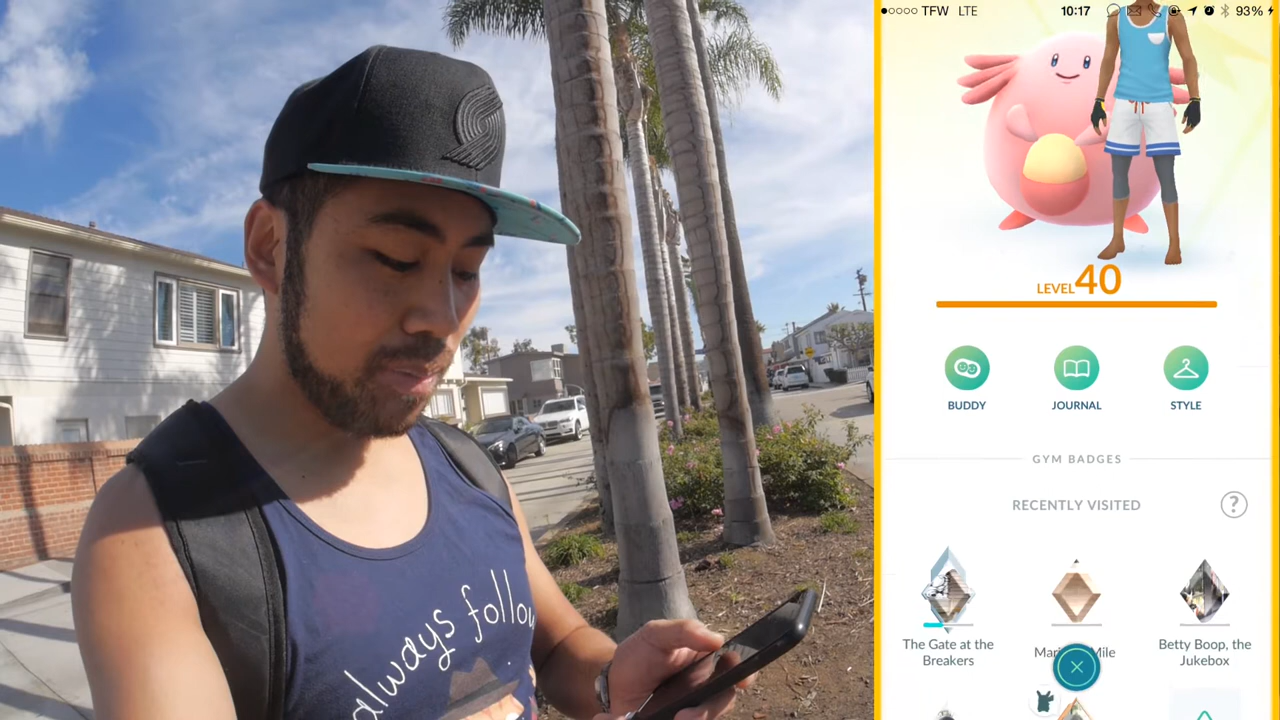 always follow
TFW LTE 10:17 93%
LEVEL 40
BUDDY JOURNAL STYLE
GYM BADGES
RECENTLY VISITED ?
The Gate at the Breakers
Mile
Betty Boop, the Jukebox